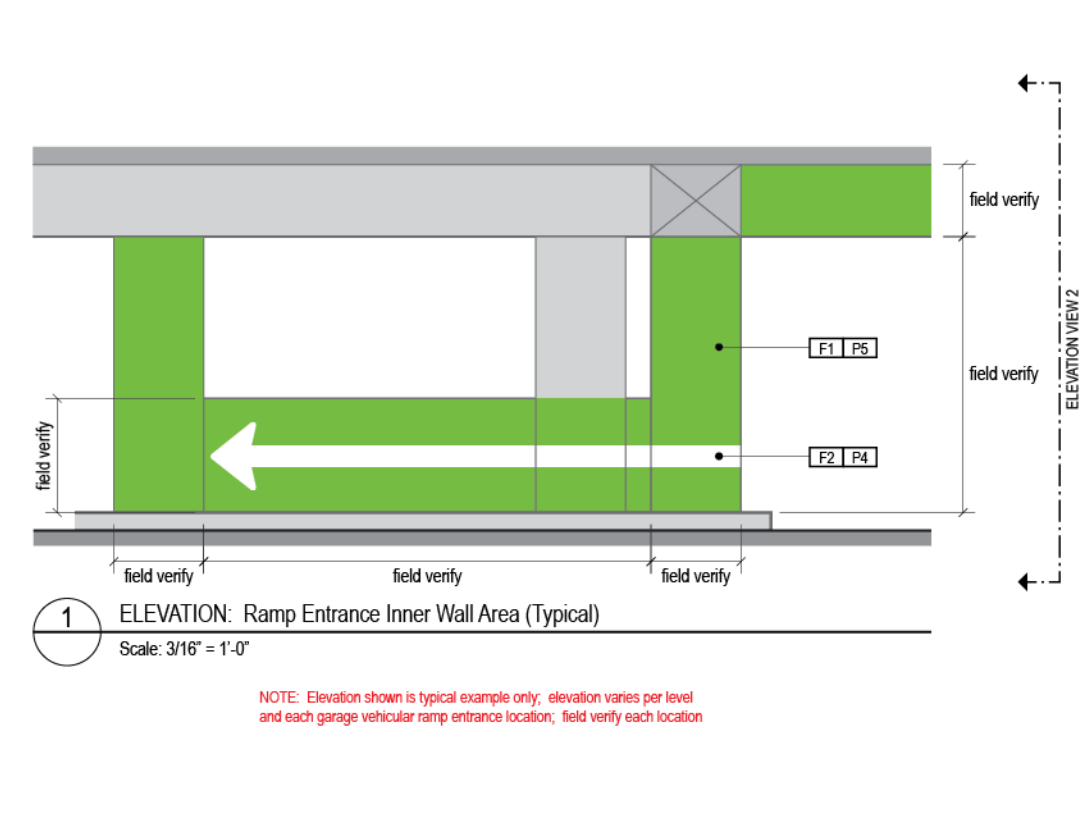 field verify
ELEVATION VIEW 2
F1 P5
field verify
field verify
F2 P4
field verify field verify field verify
1
ELEVATION: Ramp Entrance Inner Wall Area (Typical)
Scale: 3/16" = 1'-0"
NOTE: Elevation shown is typical example only; elevation varies per level
and each garage vehicular ramp entrance location; field verify each location